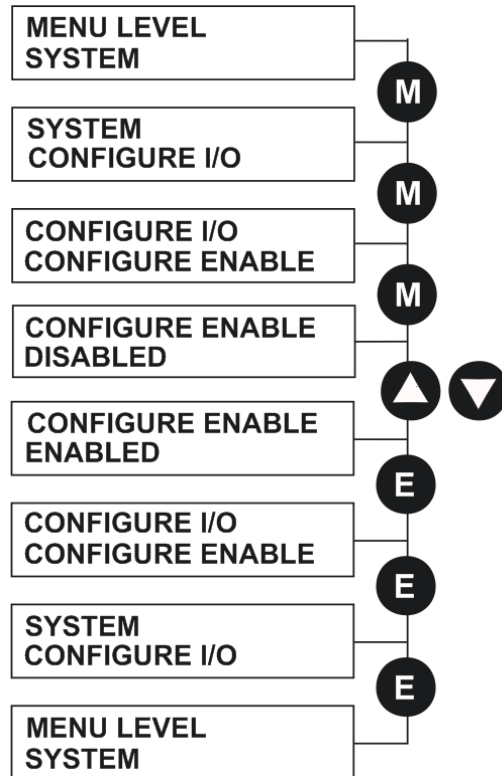 MENU LEVEL
SYSTEM
M
SYSTEM
CONFIGURE I/O
M
CONFIGURE I/O
CONFIGURE ENABLE
M
CONFIGURE ENABLE
DISABLED
CONFIGURE ENABLE
ENABLED
E
CONFIGURE I/O
CONFIGURE ENABLE
E
SYSTEM
CONFIGURE I/O
E
MENU LEVEL
SYSTEM